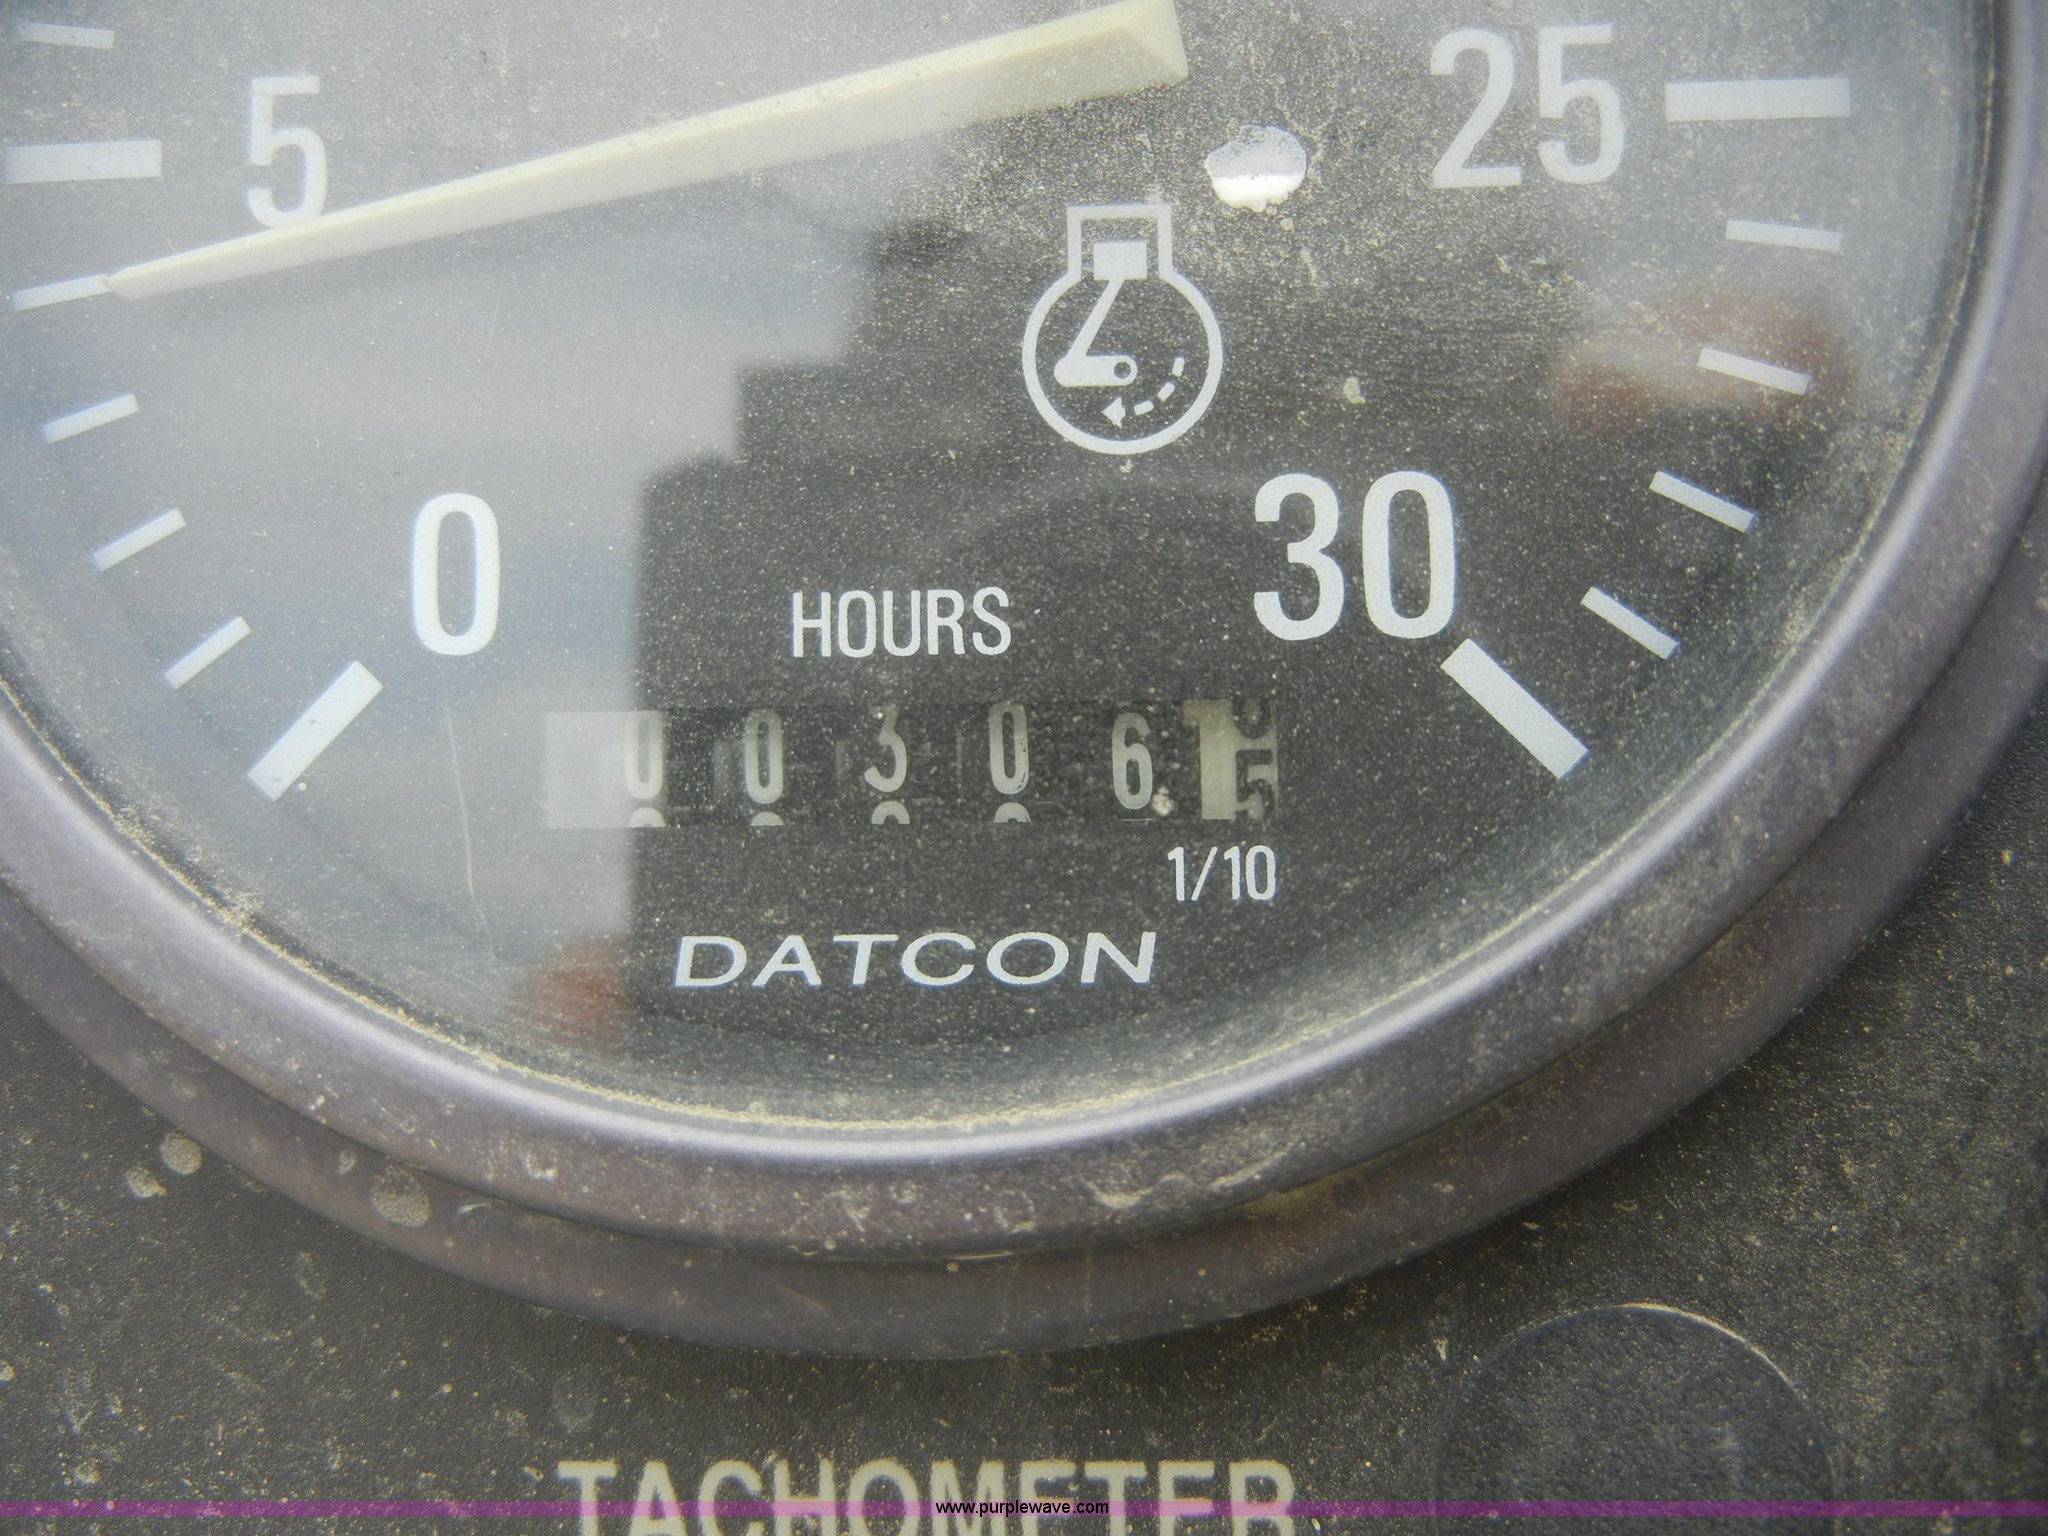 5
25
0
30
HOURS
0 0 3 0 6
1/10
DATCON
TACHOMETER
www.purplewave.com